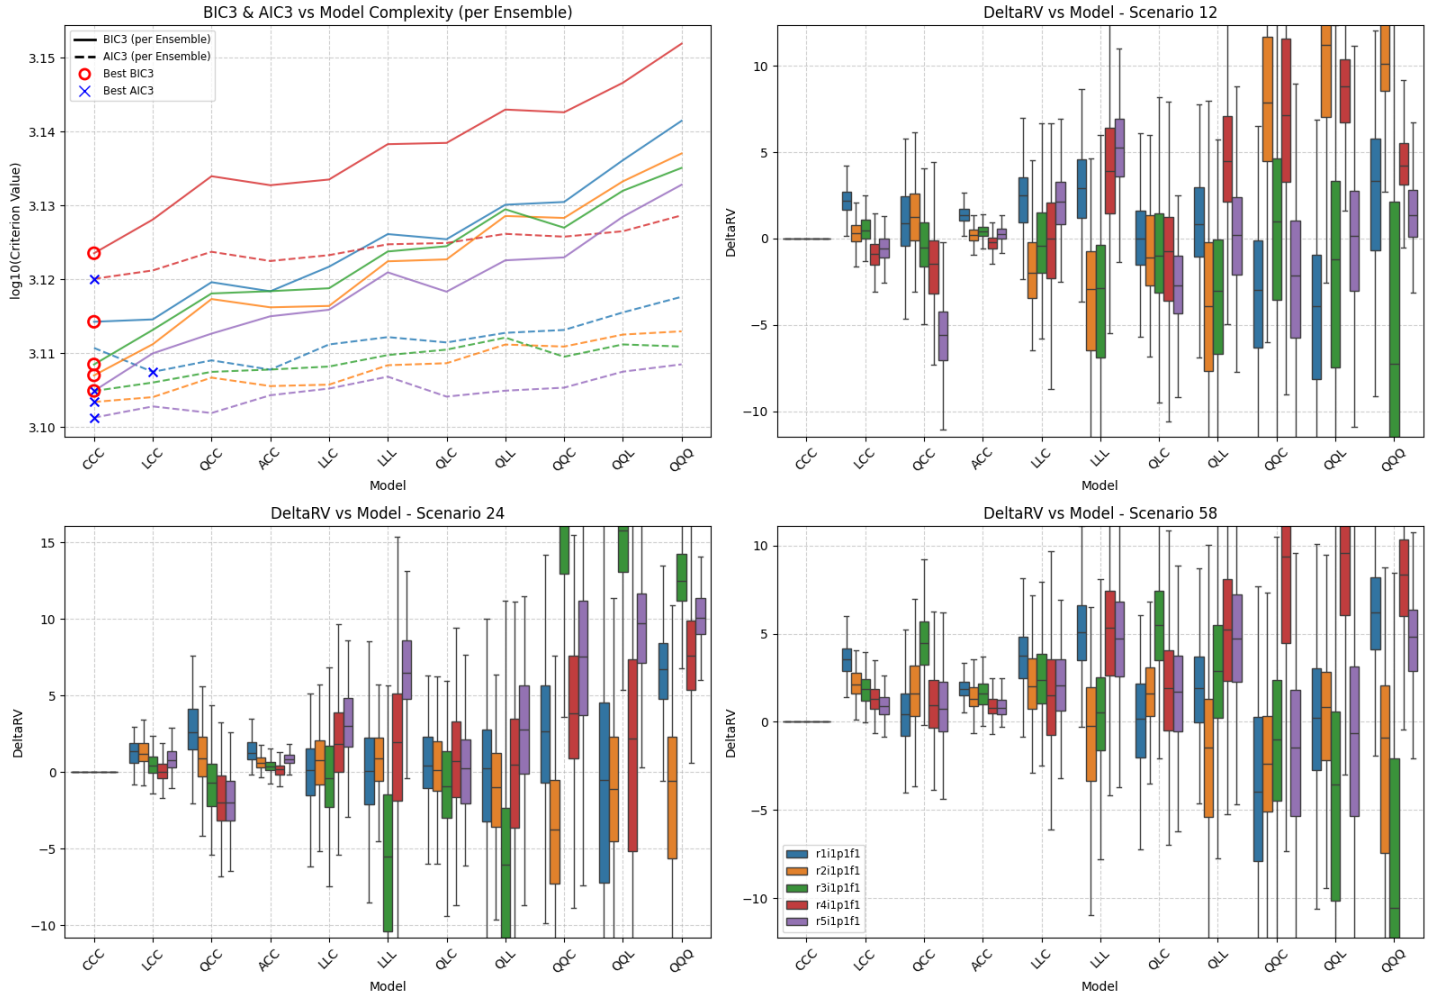 BIC3 & AIC3 vs Model Complexity (per Ensemble)
BIC3 (per Ensemble)
AIC3 (per Ensemble)
Best BIC3
Best AIC3
log10(Criterion Value)
3.15
3.14
3.13
3.12
3.11
3.10
CCC
LCC
QCC
ACC
LLC
LLL
QLC
QLL
QQC
QQL
QQQ
Model
DeltaRV vs Model - Scenario 12
DeltaRV
10
5
0
−5
−10
CCC
LCC
QCC
ACC
LLC
LLL
QLC
QLL
QQC
QQL
QQQ
Model
DeltaRV vs Model - Scenario 24
DeltaRV
15
10
5
0
−5
−10
CCC
LCC
QCC
ACC
LLC
LLL
QLC
QLL
QQC
QQL
QQQ
Model
DeltaRV vs Model - Scenario 58
DeltaRV
10
5
0
−5
−10
r1i1p1f1
r2i1p1f1
r3i1p1f1
r4i1p1f1
r5i1p1f1
CCC
LCC
QCC
ACC
LLC
LLL
QLC
QLL
QQC
QQL
QQQ
Model